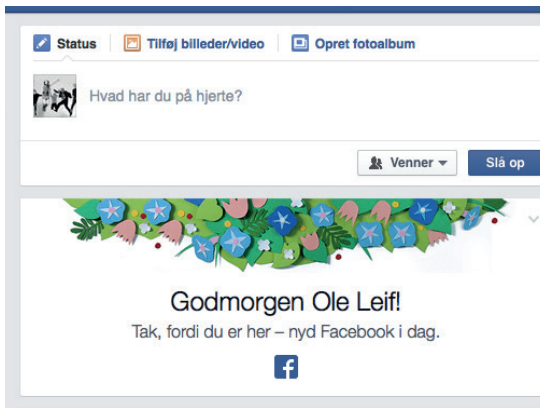 Status Tilføj billeder/video Opret fotoalbum
Hvad har du på hjerte?
Venner Slå op
Godmorgen Ole Leif!
Tak, fordi du er her – nyd Facebook i dag.